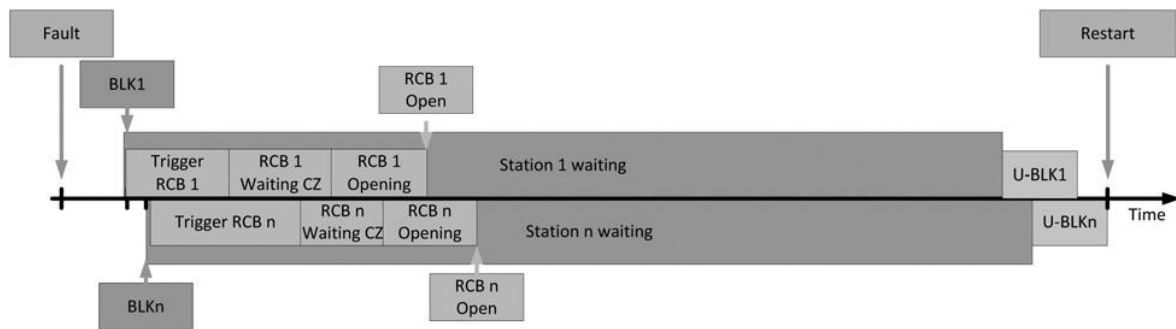 Fault
Restart
BLK1
RCB 1
Open
Trigger
RCB 1
RCB 1
Waiting CZ
RCB 1
Opening
Station 1 waiting
U-BLK1
Trigger RCB n
RCB n
Waiting CZ
RCB n
Opening
Station n waiting
U-BLKn
Time
BLKn
RCB n
Open